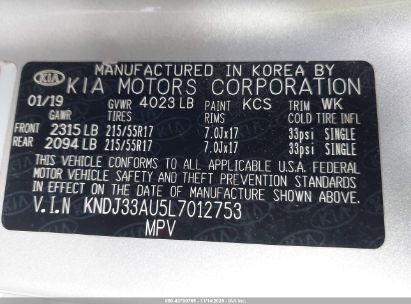 MANUFACTURED IN KOREA BY
KIA KIA MOTORS CORPORATION
01/19 GVWR 4023 LB PAINT KCS TRIM WK
GAWR TIRES RIMS COLD TIRE INFL
FRONT 2315 LB 215/55R17 7.0Jx17 33psi SINGLE
REAR 2094 LB 215/55R17 7.0Jx17 33psi SINGLE
THIS VEHICLE CONFORMS TO ALL APPLICABLE U.S.A. FEDERAL
MOTOR VEHICLE SAFETY AND THEFT PREVENTION STANDARDS
IN EFFECT ON THE DATE OF MANUFACTURE SHOWN ABOVE.
V.I.N KNDJ33AU5L7012753
MPV